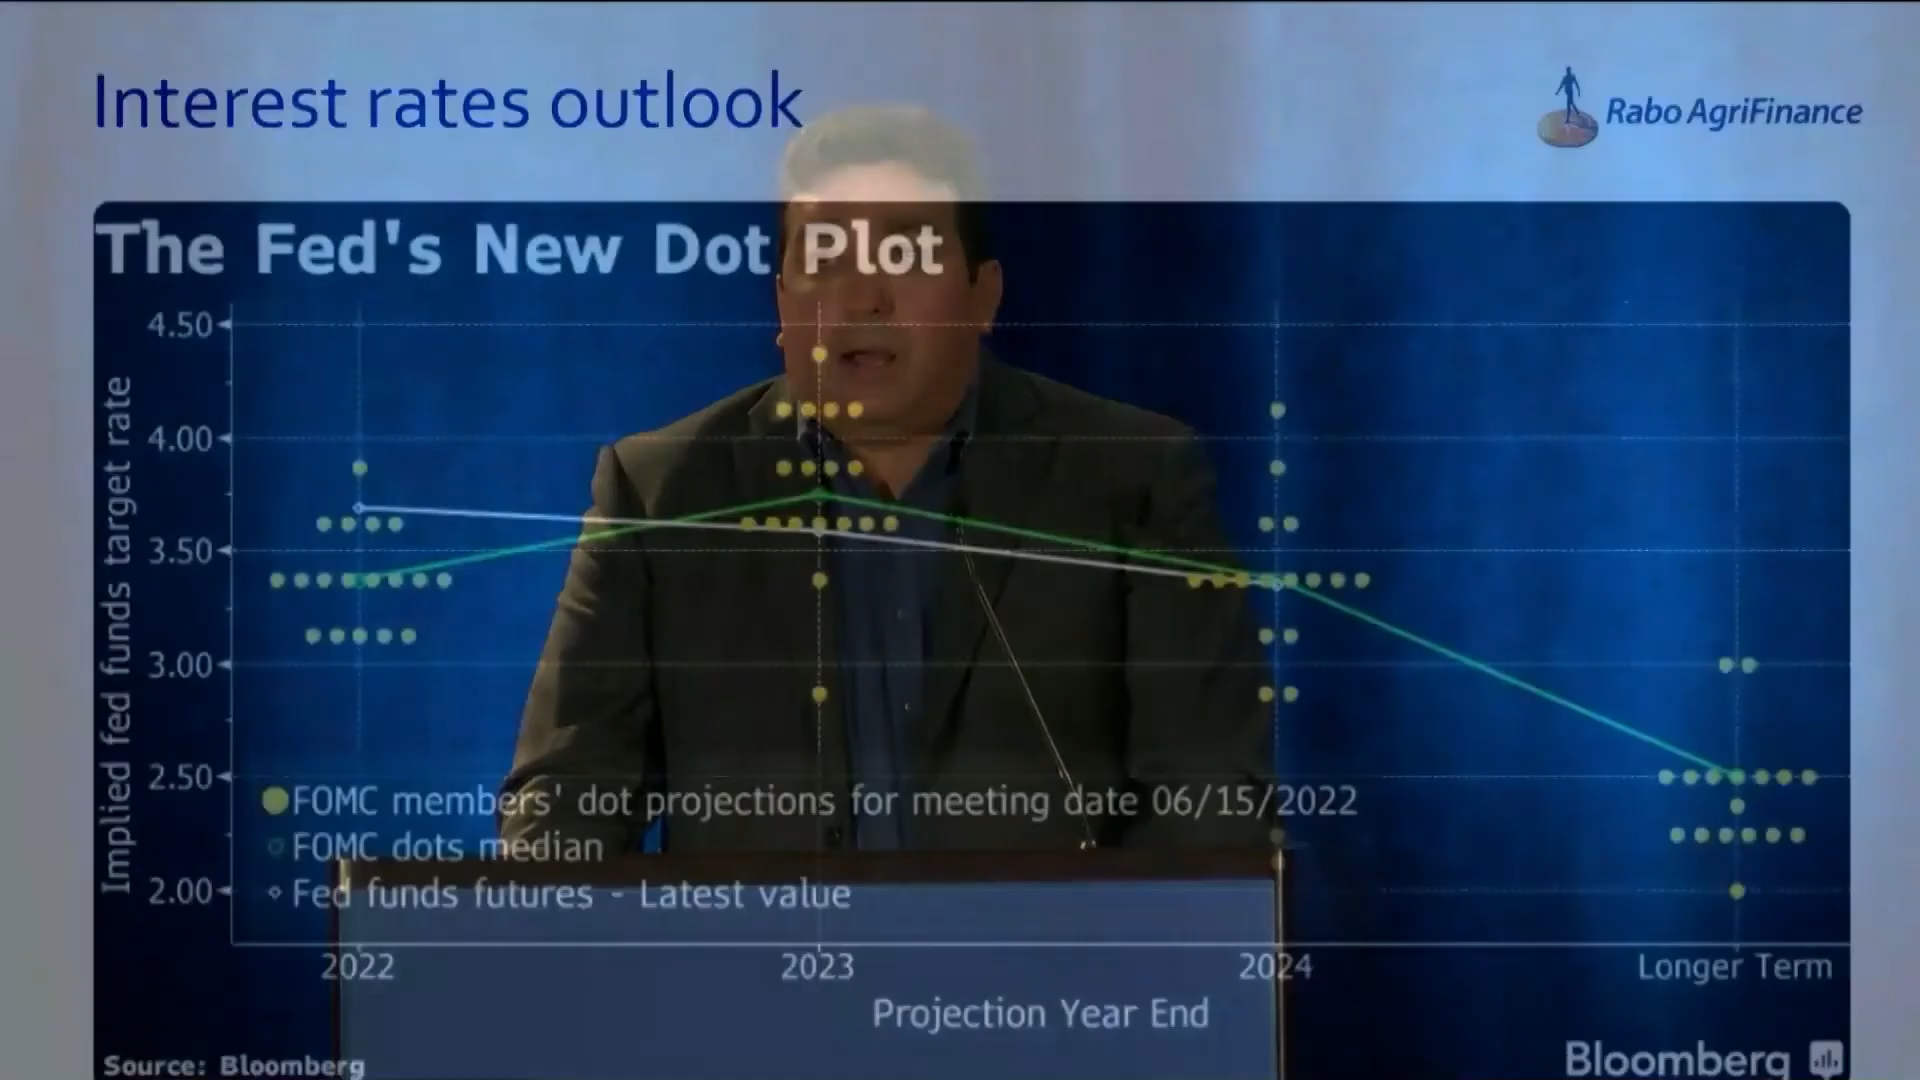 Interest rates outlook
Rabo AgriFinance
The Fed's New Dot Plot
Implied fed funds target rate
4.50
4.00
3.50
3.00
2.50
2.00
FOMC members' dot projections for meeting date 06/15/2022
FOMC dots median
Fed funds futures - Latest value
2022
2023
2024
Longer Term
Projection Year End
Source: Bloomberg
Bloomberg